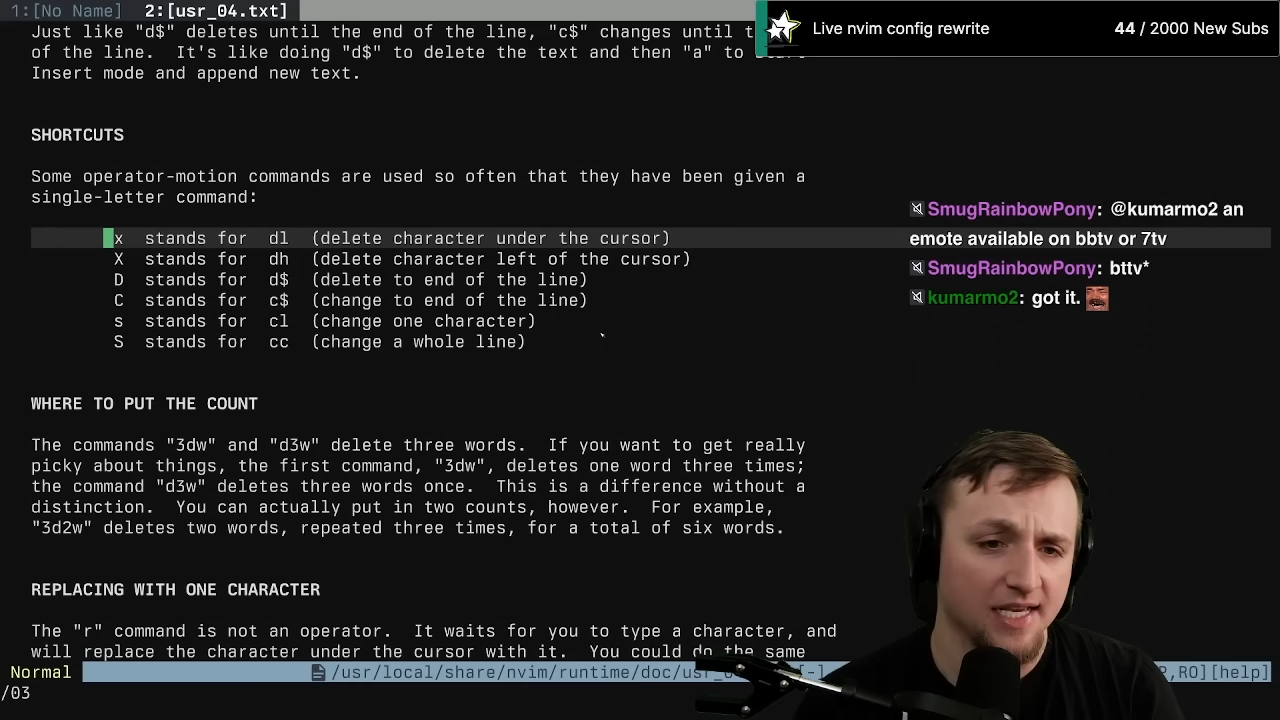 1:[No Name]  2:[usr_04.txt]
Live nvim config rewrite
44 / 2000 New Subs
Just like "d$" deletes until the end of the line, "c$" changes until
of the line.  It's like doing "d$" to delete the text and then "a" to
Insert mode and append new text.
SHORTCUTS
Some operator-motion commands are used so often that they have been given a
single-letter command:
x  stands for  dl  (delete character under the cursor)
X  stands for  dh  (delete character left of the cursor)
D  stands for  d$  (delete to end of the line)
C  stands for  c$  (change to end of the line)
s  stands for  cl  (change one character)
S  stands for  cc  (change a whole line)
WHERE TO PUT THE COUNT
The commands "3dw" and "d3w" delete three words.  If you want to get really
picky about things, the first command, "3dw", deletes one word three times;
the command "d3w" deletes three words once.  This is a difference without a
distinction.  You can actually put in two counts, however.  For example,
"3d2w" deletes two words, repeated three times, for a total of six words.
REPLACING WITH ONE CHARACTER
The "r" command is not an operator.  It waits for you to type a character, and
will replace the character under the cursor with it.  You could do the same
Normal
/usr/local/share/nvim/runtime/doc/usr_
[-]
,RO][help]
/03
SmugRainbowPony: @kumarmo2 an
emote available on bbtv or 7tv
SmugRainbowPony: bttv*
kumarmo2: got it.